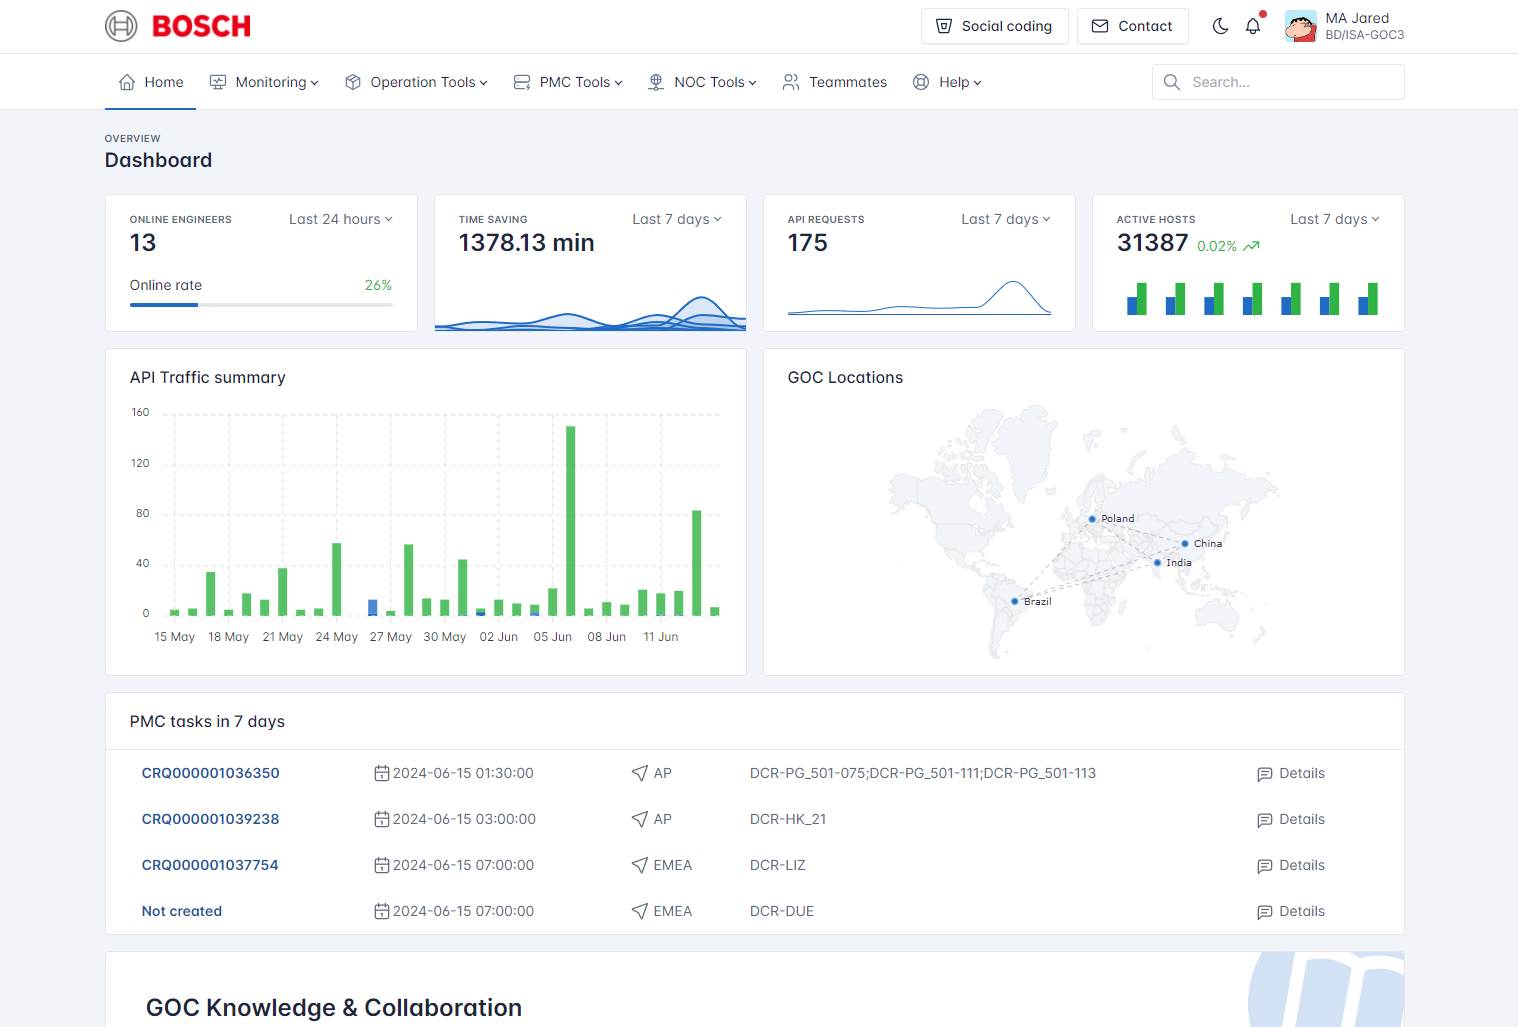 BOSCH
Social coding
Contact
MA Jared
BD/ISA-GOC3
Home
Monitoring
Operation Tools
PMC Tools
NOC Tools
Teammates
Help
Search...
OVERVIEW
Dashboard
ONLINE ENGINEERS
Last 24 hours
13
Online rate
26%
TIME SAVING
Last 7 days
1378.13 min
API REQUESTS
Last 7 days
175
ACTIVE HOSTS
Last 7 days
31387 0.02%
API Traffic summary
160
120
80
40
0
15 May 18 May 21 May 24 May 27 May 30 May 02 Jun 05 Jun 08 Jun 11 Jun
GOC Locations
Poland
China
India
Brazil
PMC tasks in 7 days
CRQ000001036350 2024-06-15 01:30:00 AP DCR-PG_501-075;DCR-PG_501-111;DCR-PG_501-113 Details
CRQ000001039238 2024-06-15 03:00:00 AP DCR-HK_21 Details
CRQ000001037754 2024-06-15 07:00:00 EMEA DCR-LIZ Details
Not created 2024-06-15 07:00:00 EMEA DCR-DUE Details
GOC Knowledge & Collaboration